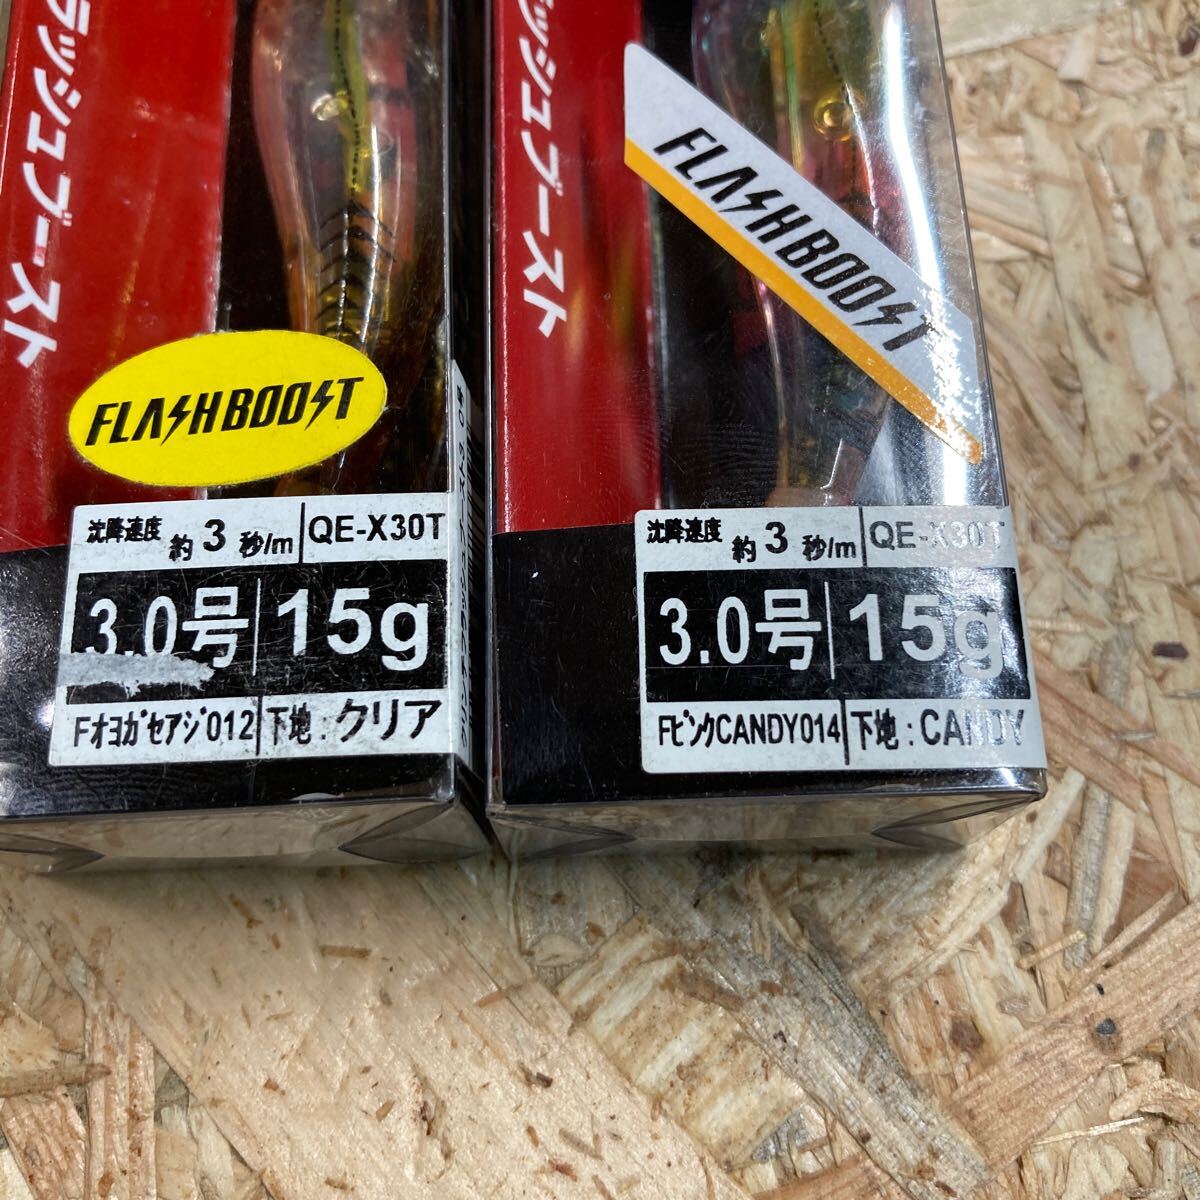 ラッシュブースト
FLASHBOOST
沈降速度 約3秒/m QE-X30T
3.0号 15g
Fオヨガセアジ012 下地:クリア
ラッシュブースト
FLASHBOOST
沈降速度 約3秒/m QE-X30T
3.0号 15g
FピンクCANDY014 下地:CANDY